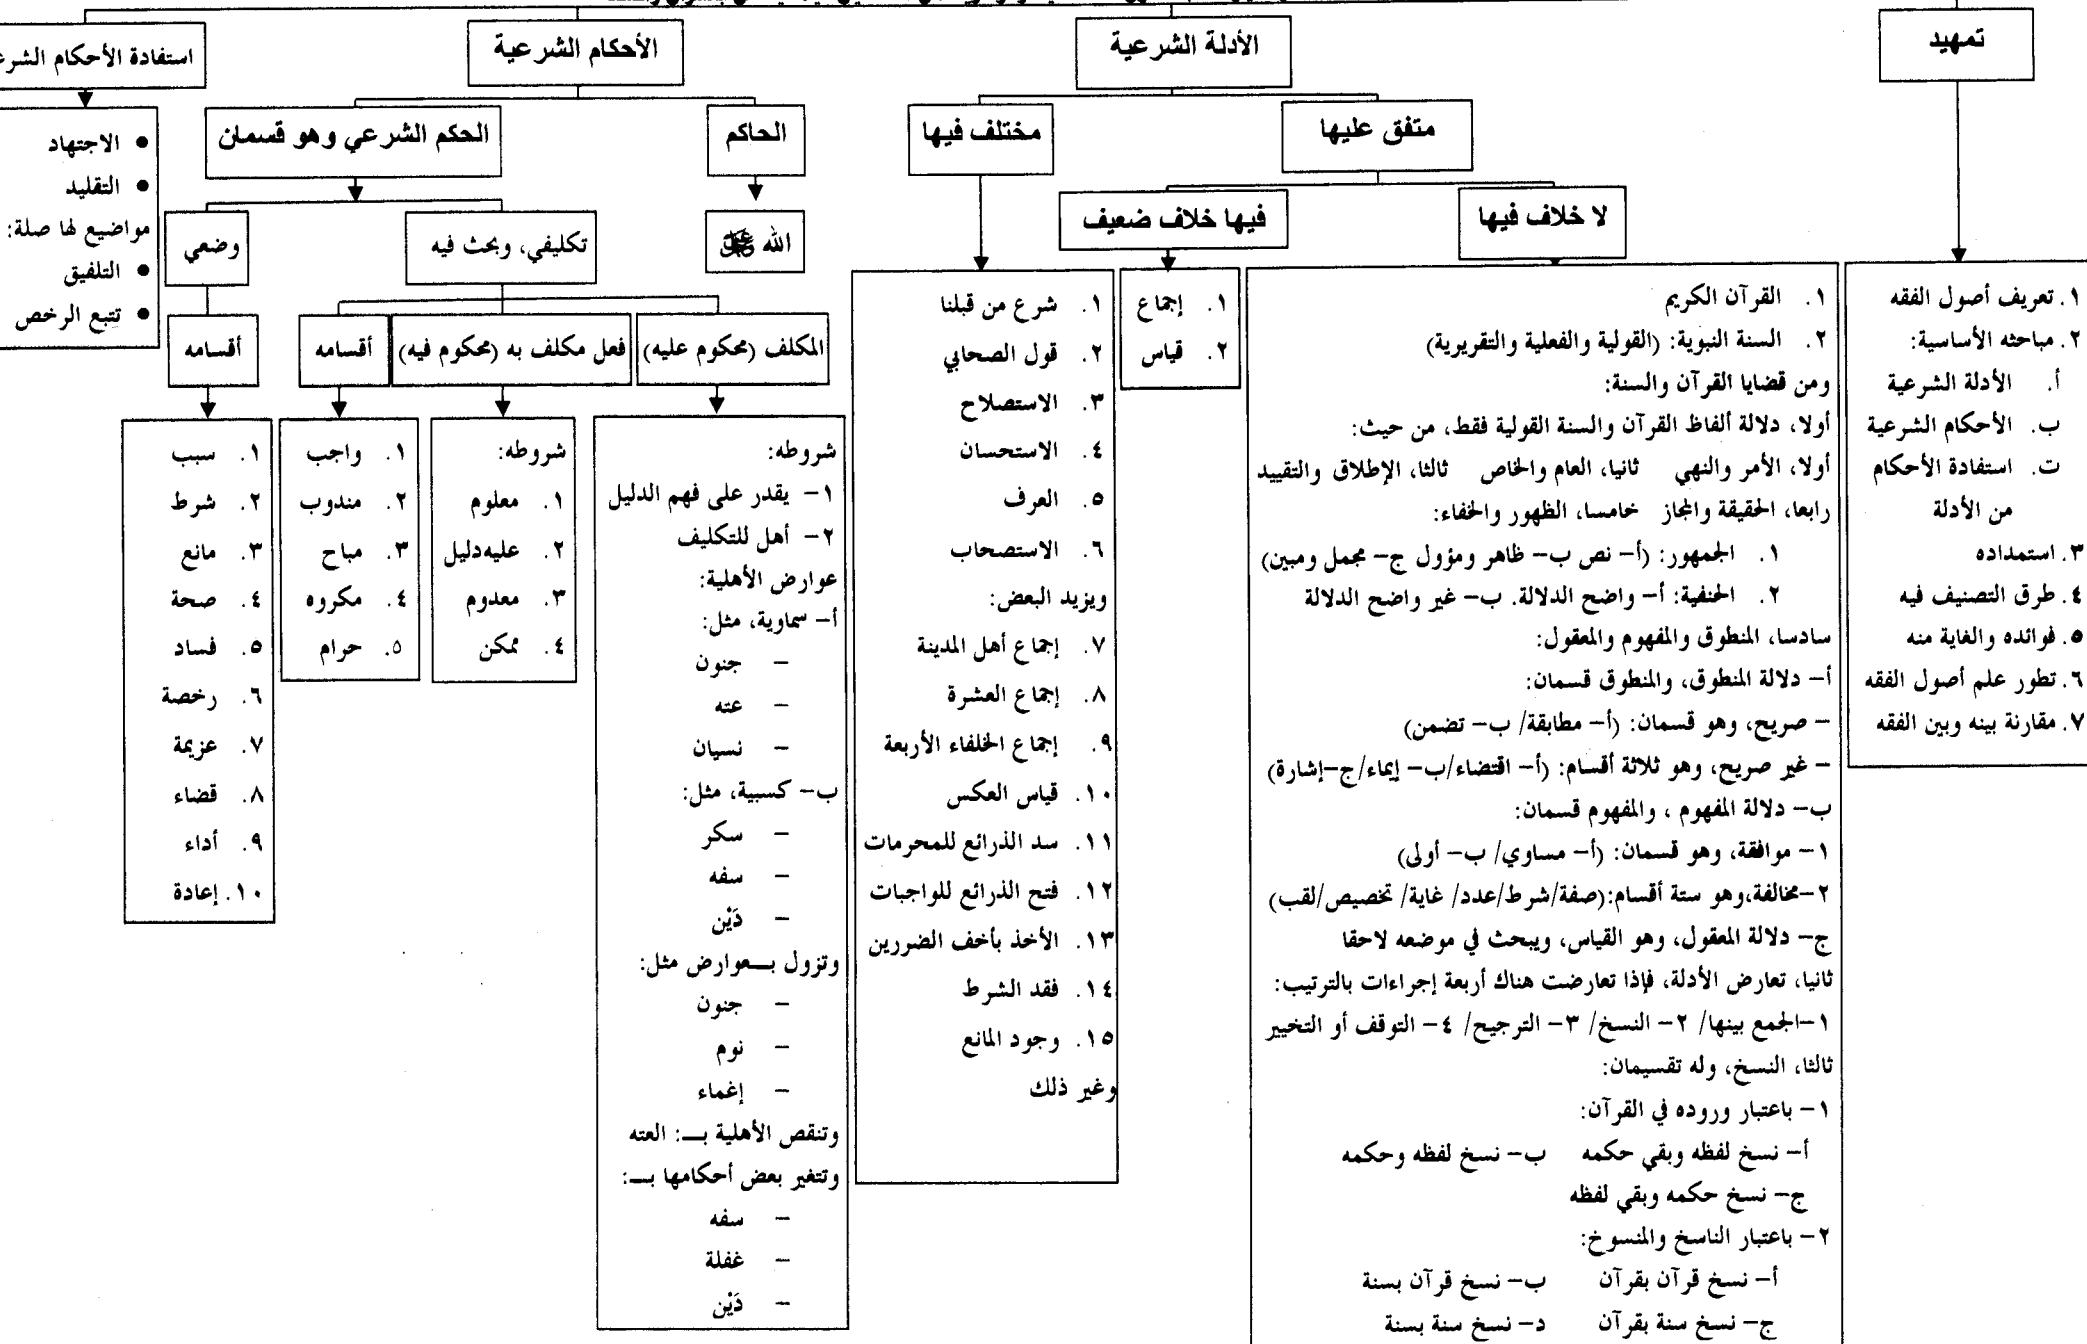 تمهيد
١. تعريف أصول الفقه
٢. مباحثه الأساسية:
أ. الأدلة الشرعية
ب. الأحكام الشرعية
ت. استفادة الأحكام
من الأدلة
٣. استمداده
٤. طرق التصنيف فيه
٥. فوائده والغاية منه
٦. تطور علم أصول الفقه
٧. مقارنة بينه وبين الفقه
الأدلة الشرعية
متفق عليها
لا خلاف فيها
١. القرآن الكريم
٢. السنة النبوية: (القولية والفعلية والتقريرية)
ومن قضايا القرآن والسنة:
أولا، دلالة ألفاظ القرآن والسنة القولية فقط، من حيث:
أولا، الأمر والنهي ثانيا، العام والخاص ثالثا، الإطلاق والتقييد
رابعا، الحقيقة والمجاز خامسا، الظهور والخفاء:
١. الجمهور: (أ– نص ب– ظاهر ومؤول ج– مجمل ومبين)
٢. الحنفية: أ– واضح الدلالة. ب– غير واضح الدلالة
سادسا، المنطوق والمفهوم والمعقول:
أ– دلالة المنطوق، والمنطوق قسمان:
– صريح، وهو قسمان: (أ– مطابقة/ ب– تضمن)
– غير صريح، وهو ثلاثة أقسام: (أ– اقتضاء/ب– إيماء/ج–إشارة)
ب– دلالة المفهوم ، والمفهوم قسمان:
١– موافقة، وهو قسمان: (أ– مساوي/ ب– أولى)
٢–مخالفة،وهو ستة أقسام:(صفة/شرط/عدد/ غاية/ تخصيص/لقب)
ج– دلالة المعقول، وهو القياس، ويبحث في موضعه لاحقا
ثانيا، تعارض الأدلة، فإذا تعارضت هناك أربعة إجراءات بالترتيب:
١–الجمع بينها/ ٢– النسخ/ ٣– الترجيح/ ٤– التوقف أو التخيير
ثالثا، النسخ، وله تقسيمان:
١– باعتبار وروده في القرآن:
أ– نسخ لفظه وبقي حكمه ب– نسخ لفظه وحكمه
ج– نسخ حكمه وبقي لفظه
٢– باعتبار الناسخ والمنسوخ:
أ– نسخ قرآن بقرآن ب– نسخ قرآن بسنة
ج– نسخ سنة بقرآن د– نسخ سنة بسنة
فيها خلاف ضعيف
١. إجماع
٢. قياس
مختلف فيها
١. شرع من قبلنا
٢. قول الصحابي
٣. الاستصلاح
٤. الاستحسان
٥. العرف
٦. الاستصحاب
ويزيد البعض:
٧. إجماع أهل المدينة
٨. إجماع العشرة
٩. إجماع الخلفاء الأربعة
١٠. قياس العكس
١١. سد الذرائع للمحرمات
١٢. فتح الذرائع للواجبات
١٣. الأخذ بأخف الضررين
١٤. فقد الشرط
١٥. وجود المانع
وغير ذلك
الأحكام الشرعية
الحاكم
الله ﷻ
الحكم الشرعي وهو قسمان
تكليفي، وبحث فيه
المكلف (محكوم عليه)
شروطه:
١– يقدر على فهم الدليل
٢– أهل للتكليف
عوارض الأهلية:
أ– سماوية، مثل:
– جنون
– عته
– نسيان
ب– كسبية، مثل:
– سكر
– سفه
– دَيْن
وتزول بـــعوارض مثل:
– جنون
– نوم
– إغماء
وتنقص الأهلية بـــ: العته
وتتغير بعض أحكامها بـــ:
– سفه
– غفلة
– دَيْن
فعل مكلف به (محكوم فيه)
شروطه:
١. معلوم
٢. عليه دليل
٣. معدوم
٤. ممكن
أقسامه
١. واجب
٢. مندوب
٣. مباح
٤. مكروه
٥. حرام
وضعي
أقسامه
١. سبب
٢. شرط
٣. مانع
٤. صحة
٥. فساد
٦. رخصة
٧. عزيمة
٨. قضاء
٩. أداء
١٠. إعادة
استفادة الأحكام
• الاجتهاد
• التقليد
مواضيع لها صلة:
• التلفيق
• تتبع الرخص